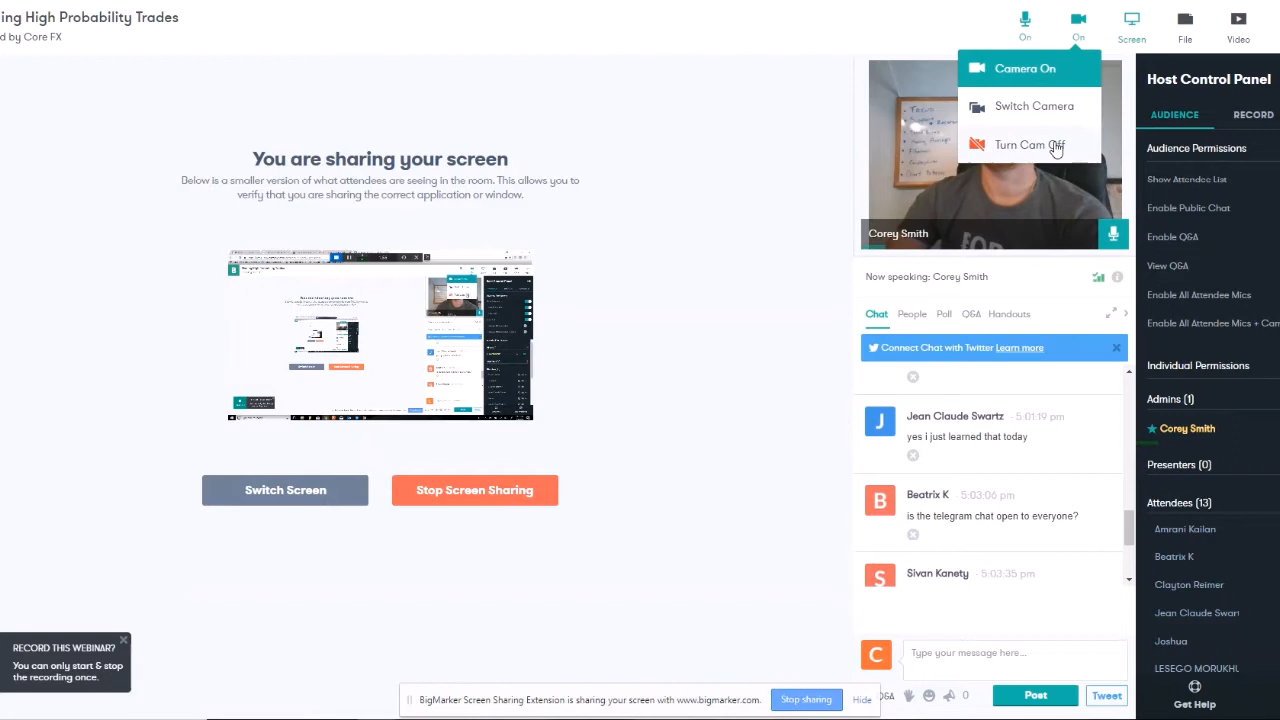 ing High Probability Trades
ed by Core FX
On
On
Screen
File
Video
Camera On
Switch Camera
Turn Cam Off
Corey Smith
Now speaking: Corey Smith
Chat
People
Poll
Q&A
Handouts
Connect Chat with Twitter Learn more
J
Jean Claude Swartz - 5:01:19 pm
yes i just learned that today
B
Beatrix K - 5:03:06 pm
is the telegram chat open to everyone?
S
Sivan Kanety - 5:03:35 pm
C
Type your message here...
Q&A
0
Post
Tweet
You are sharing your screen
Below is a smaller version of what attendees are seeing in the room. This allows you to
verify that you are sharing the correct application or window.
Switch Screen
Stop Screen Sharing
RECORD THIS WEBINAR?
You can only start & stop
the recording once.
BigMarker Screen Sharing Extension is sharing your screen with www.bigmarker.com.
Stop sharing
Hide
Host Control Panel
AUDIENCE
RECORD
Audience Permissions
Show Attendee List
Enable Public Chat
Enable Q&A
View Q&A
Enable All Attendee Mics
Enable All Attendee Mics + Cam
Individual Permissions
Admins (1)
Corey Smith
Presenters (0)
Attendees (13)
Amrani Kailan
Beatrix K
Clayton Reimer
Jean Claude Swart
Joshua
LESEGO MORUKHU
Get Help